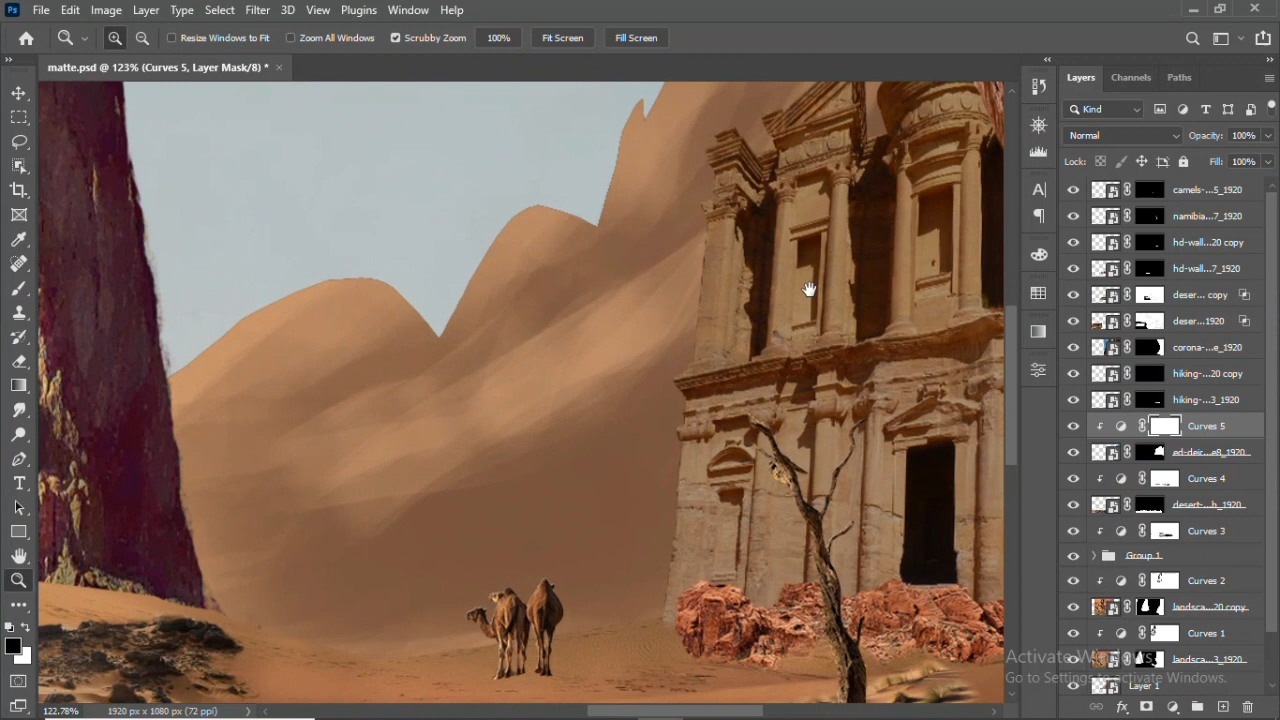 Ps File Edit Image Layer Type Select Filter 3D View Plugins Window Help
Resize Windows to Fit Zoom All Windows Scrubby Zoom 100% Fit Screen Fill Screen
matte.psd @ 123% (Curves 5, Layer Mask/8) *
Layers Channels Paths
Kind
Normal Opacity: 100%
Lock: Fill: 100%
camels-...5_1920
namibia...7_1920
hd-wall...20 copy
hd-wall...7_1920
deser... copy
deser...1920
corona-...e_1920
hiking-...20 copy
hiking-...3_1920
Curves 5
ed-deir...e8_1920
Curves 4
desert-...b_1920
Curves 3
Group 1
Curves 2
landsca...20 copy
Curves 1
landsca...3_1920
Layer 1
Activate Windows
Go to Settings to activate Windows.
122.78% 1920 px x 1080 px (72 ppi)